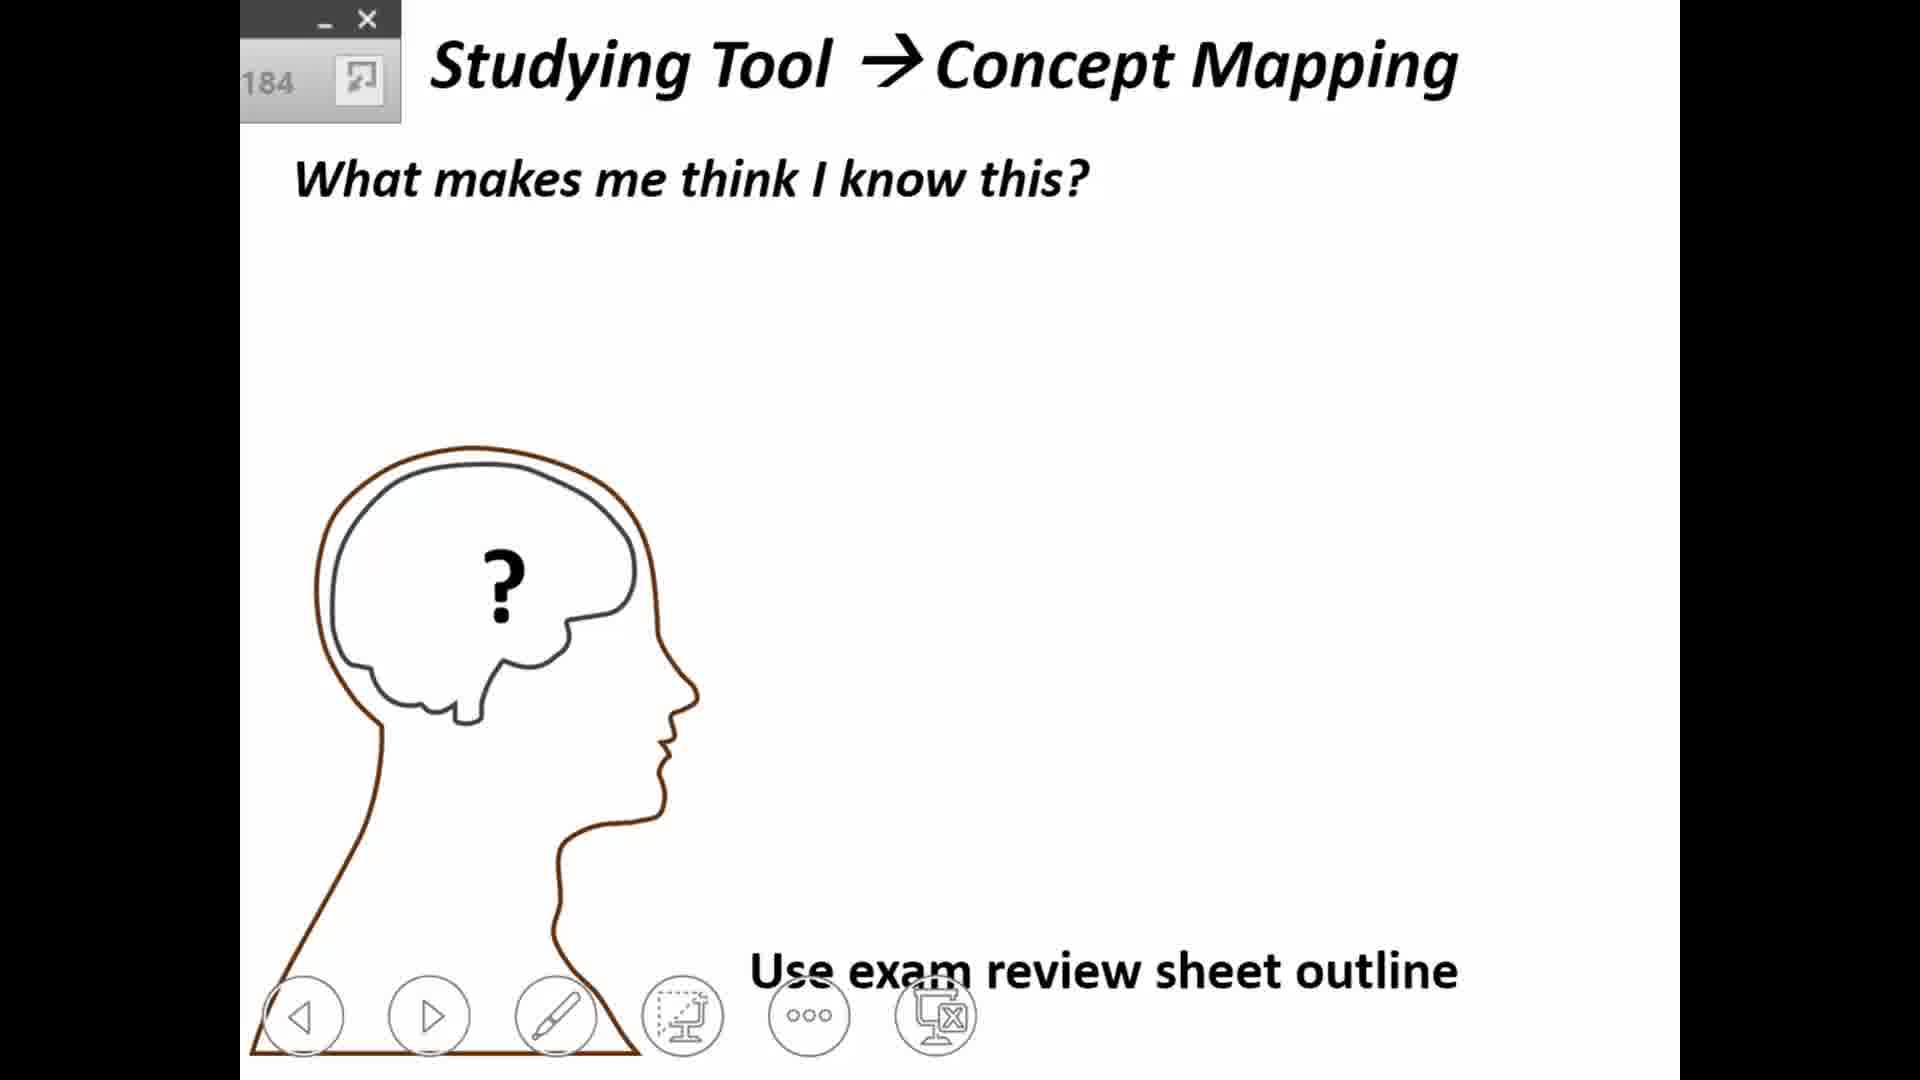 184
Studying Tool → Concept Mapping
What makes me think I know this?
?
Use exam review sheet outline